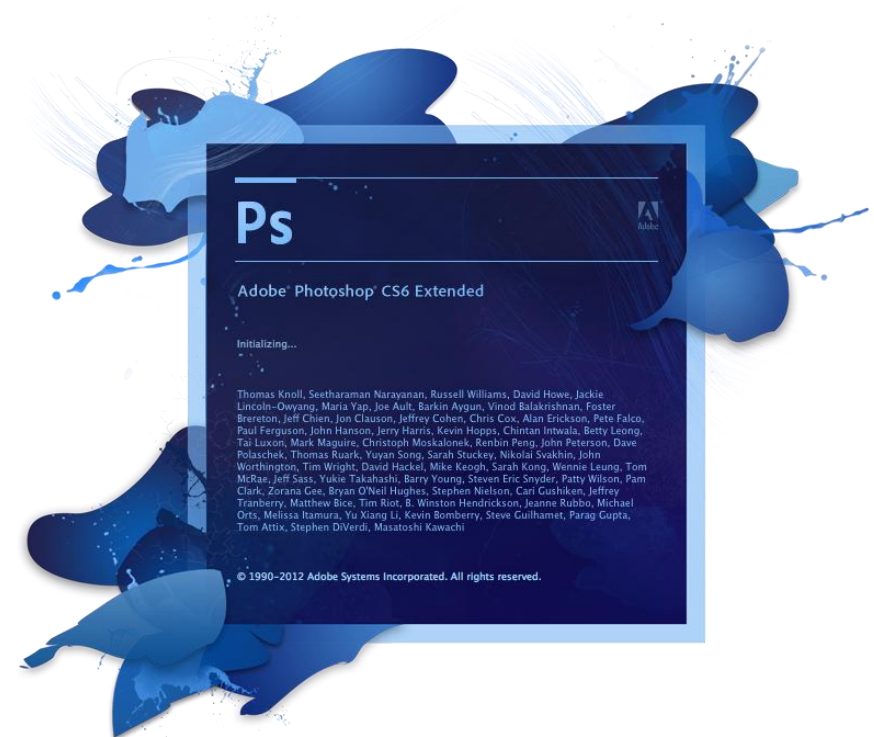 Ps
Adobe
Adobe® Photoshop® CS6 Extended
Initializing...
Thomas Knoll, Seetharaman Narayanan, Russell Williams, David Howe, Jackie
Lincoln-Owyang, Maria Yap, Joe Ault, Barkin Aygun, Vinod Balakrishnan, Foster
Brereton, Jeff Chien, Jon Clauson, Jeffrey Cohen, Chris Cox, Alan Erickson, Pete Falco,
Paul Ferguson, John Hanson, Jerry Harris, Kevin Hopps, Chintan Intwala, Betty Leong,
Tai Luxon, Mark Maguire, Christoph Moskalonek, Renbin Peng, John Peterson, Dave
Polaschek, Thomas Ruark, Yuyan Song, Sarah Stuckey, Nikolai Svakhin, John
Worthington, Tim Wright, David Hackel, Mike Keogh, Sarah Kong, Wennie Leung, Tom
McRae, Jeff Sass, Yukie Takahashi, Barry Young, Steven Eric Snyder, Patty Wilson, Pam
Clark, Zorana Gee, Bryan O'Neil Hughes, Stephen Nielson, Cari Gushiken, Jeffrey
Tranberry, Matthew Bice, Tim Riot, B. Winston Hendrickson, Jeanne Rubbo, Michael
Orts, Melissa Itamura, Yu Xiang Li, Kevin Bomberry, Steve Guilhamet, Parag Gupta,
Tom Attix, Stephen DiVerdi, Masatoshi Kawachi
© 1990-2012 Adobe Systems Incorporated. All rights reserved.